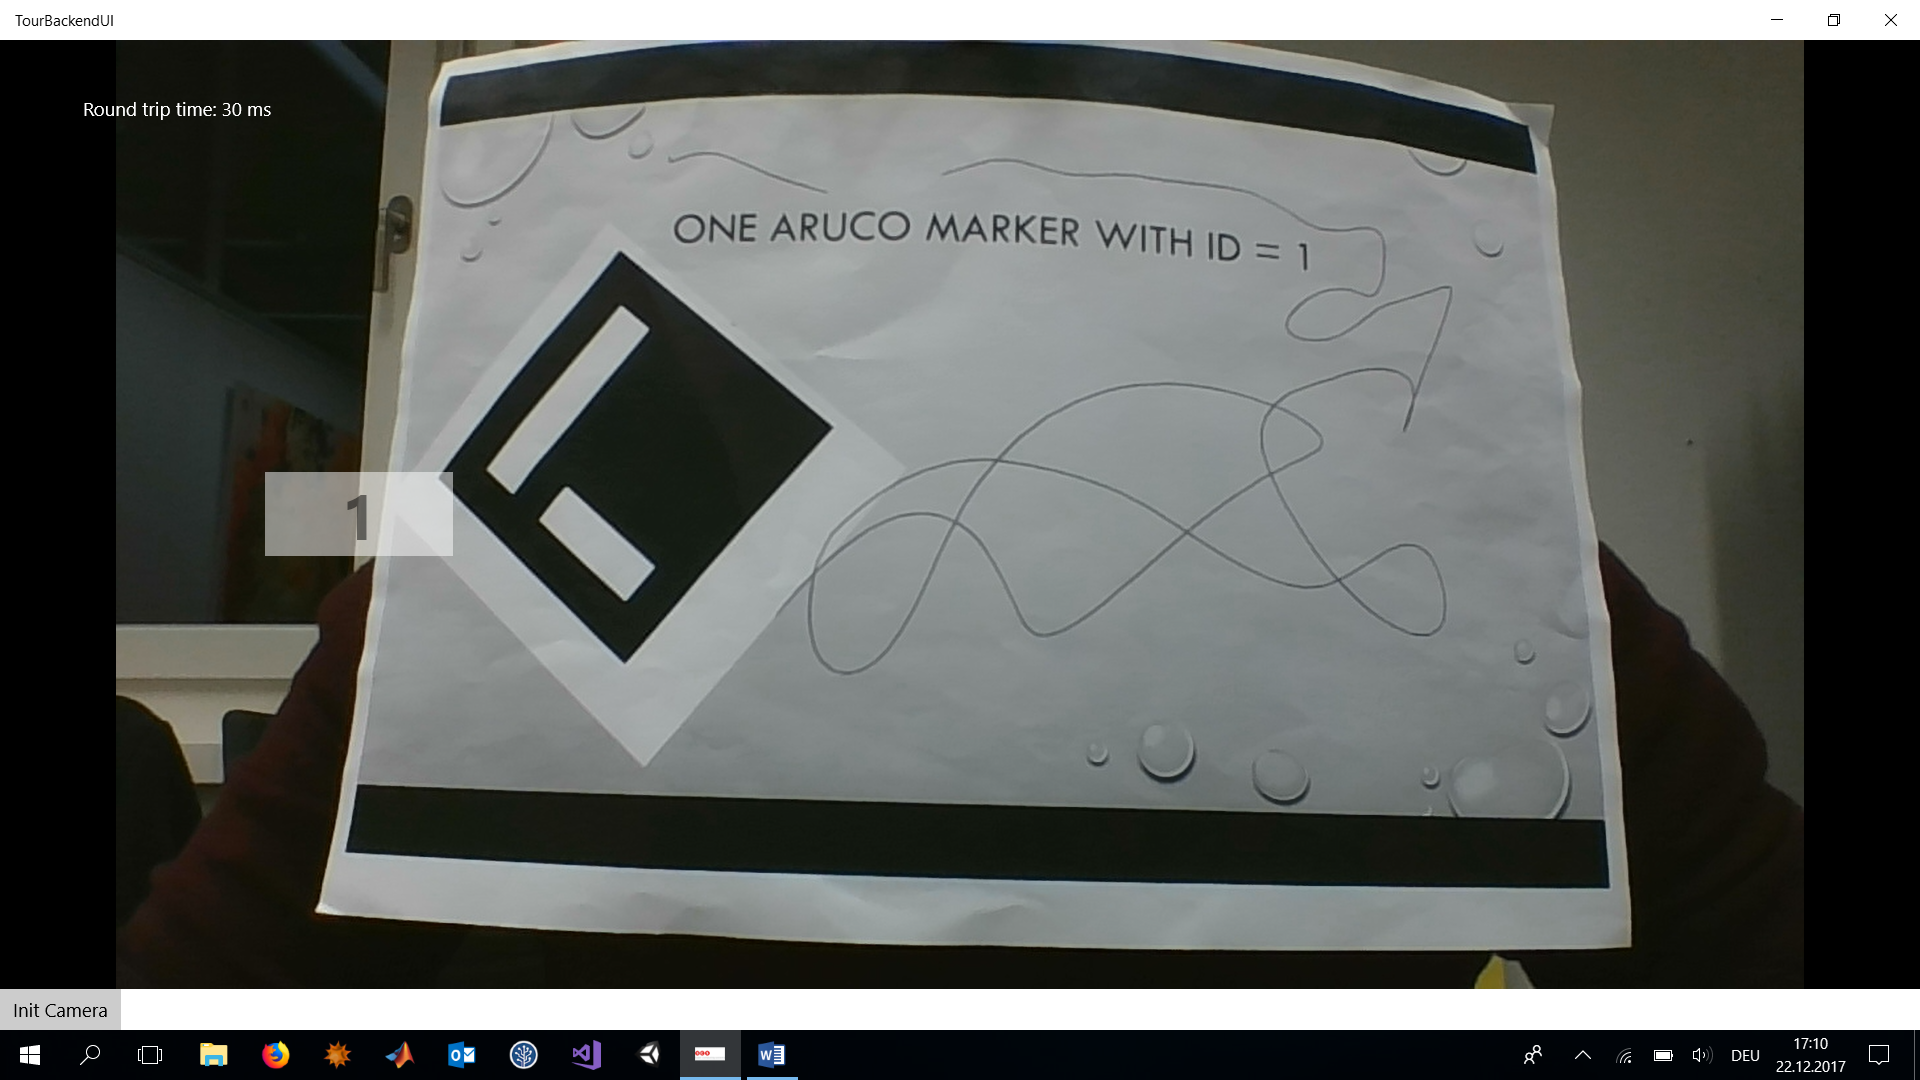 TourBackendUI
Round trip time: 30 ms
ONE ARUCO MARKER WITH ID = 1
1
Init Camera
DEU
17:10
22.12.2017